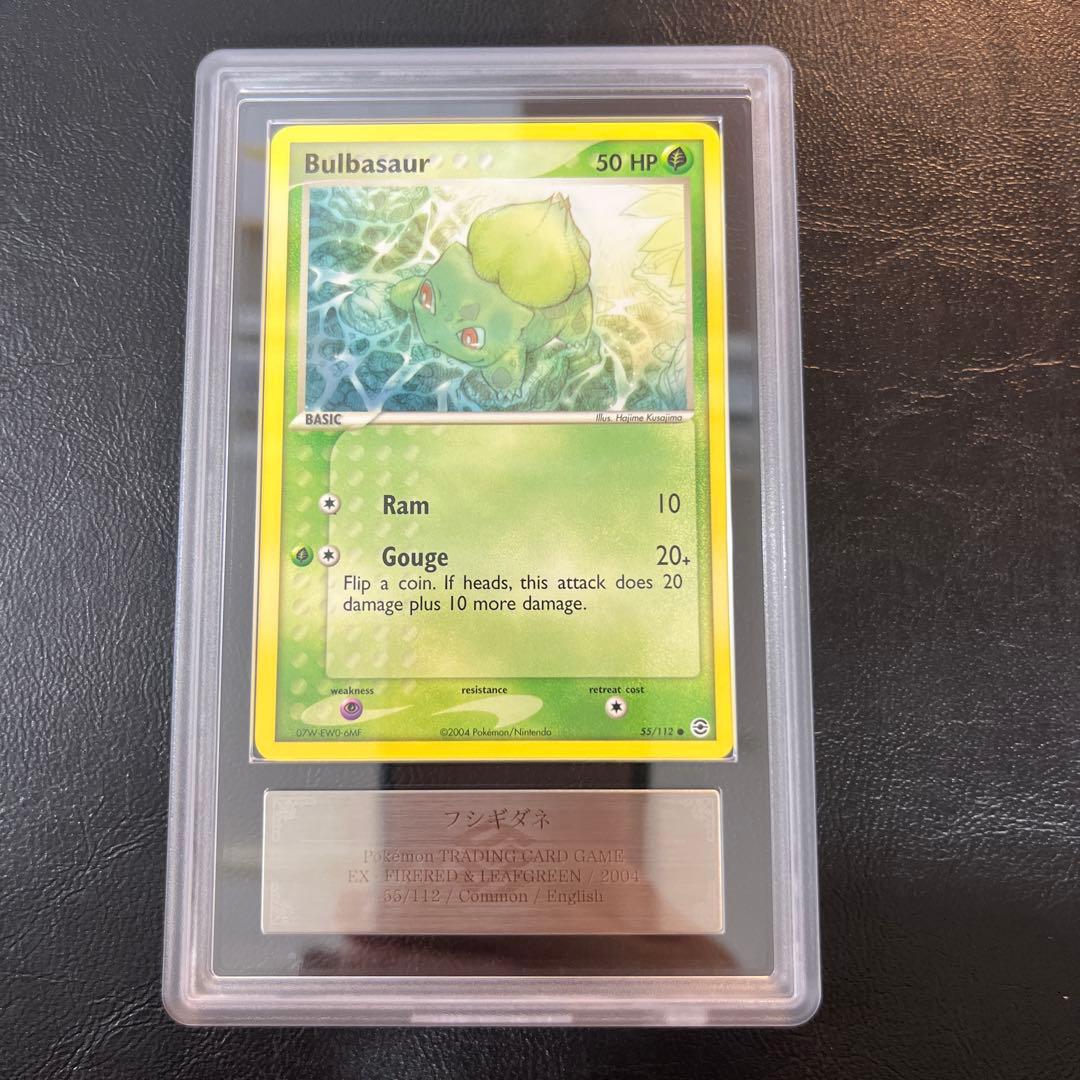 Bulbasaur 50 HP
BASIC Illus. Hajime Kusajima
Ram 10
Gouge 20+
Flip a coin. If heads, this attack does 20
damage plus 10 more damage.
weakness resistance retreat cost
07W-EW0-6MF ©2004 Pokémon/Nintendo 55/112 ●
フシギダネ
Pokémon TRADING CARD GAME
EX - FIRERED & LEAFGREEN / 2004
55/112 / Common / English